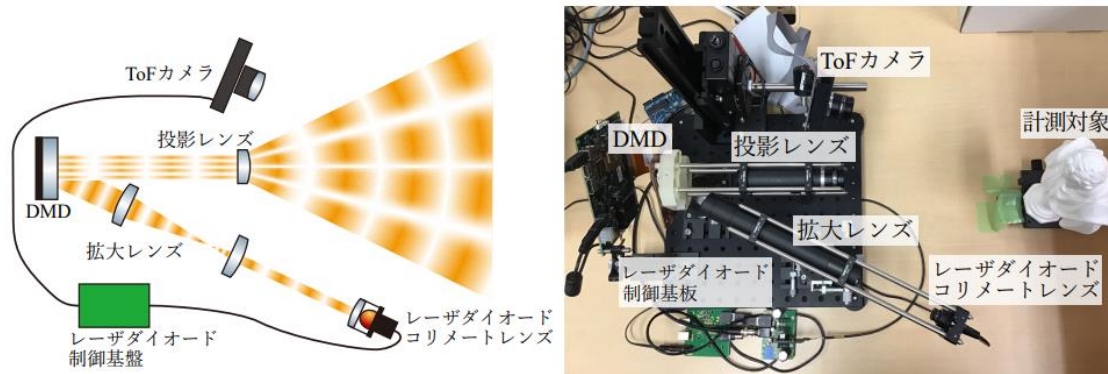 ToFカメラ
投影レンズ
DMD
拡大レンズ
レーザダイオード
制御基盤
レーザダイオード
コリメートレンズ
ToFカメラ
DMD
投影レンズ
計測対象
拡大レンズ
レーザダイオード
制御基板
レーザダイオード
コリメートレンズ